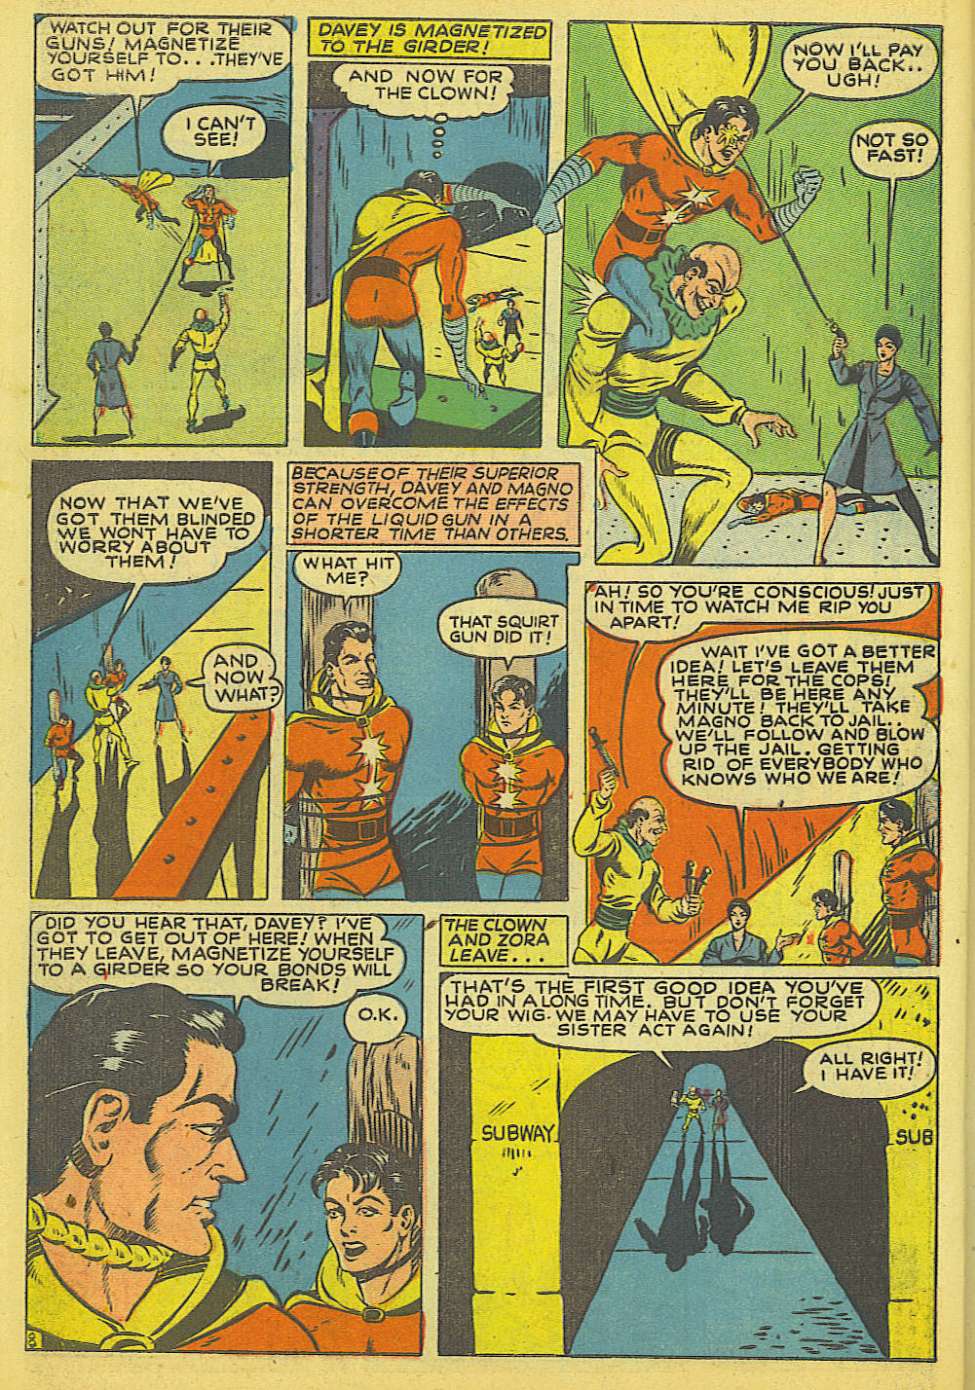 WATCH OUT FOR THEIR
GUNS! MAGNETIZE
YOURSELF TO...THEY'VE
GOT HIM!
I CAN'T
SEE!
DAVEY IS MAGNETIZED
TO THE GIRDER!
AND NOW FOR
THE CLOWN!
NOW I'LL PAY
YOU BACK..
UGH!
NOT SO
FAST!
NOW THAT WE'VE
GOT THEM BLINDED
WE WON'T HAVE TO
WORRY ABOUT
THEM!
AND
NOW
WHAT?
BECAUSE OF THEIR SUPERIOR
STRENGTH, DAVEY AND MAGNO
CAN OVERCOME THE EFFECTS
OF THE LIQUID GUN IN A
SHORTER TIME THAN OTHERS.
WHAT HIT
ME?
THAT SQUIRT
GUN DID IT!
AH! SO YOU'RE CONSCIOUS! JUST
IN TIME TO WATCH ME RIP YOU
APART!
WAIT I'VE GOT A BETTER
IDEA! LET'S LEAVE THEM
HERE FOR THE COPS!
THEY'LL BE HERE ANY
MINUTE! THEY'LL TAKE
MAGNO BACK TO JAIL..
WE'LL FOLLOW AND BLOW
UP THE JAIL. GETTING
RID OF EVERYBODY WHO
KNOWS WHO WE ARE!
DID YOU HEAR THAT, DAVEY? I'VE
GOT TO GET OUT OF HERE! WHEN
THEY LEAVE, MAGNETIZE YOURSELF
TO A GIRDER SO YOUR BONDS WILL
BREAK!
O.K.
THE CLOWN
AND ZORA
LEAVE...
THAT'S THE FIRST GOOD IDEA YOU'VE
HAD IN A LONG TIME. BUT DON'T FORGET
YOUR WIG. WE MAY HAVE TO USE YOUR
SISTER ACT AGAIN!
ALL RIGHT!
I HAVE IT!
SUBWAY
SUB
8